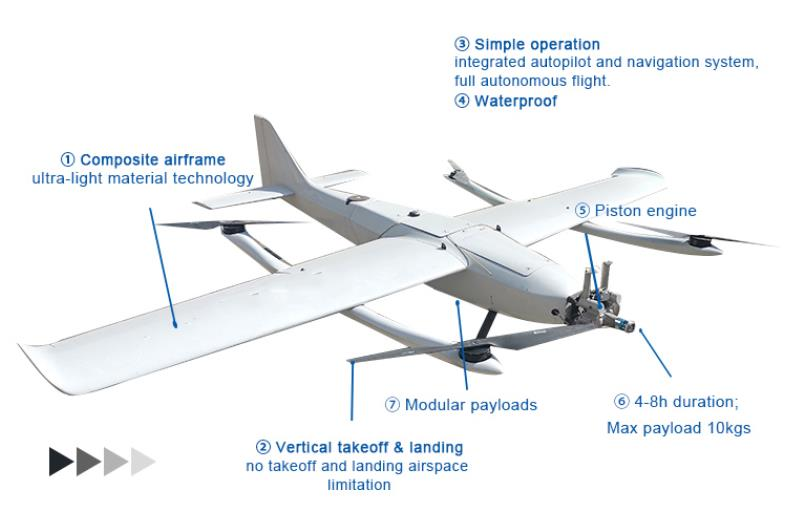 ③ Simple operation
integrated autopilot and navigation system,
full autonomous flight.
④ Waterproof
① Composite airframe
ultra-light material technology
⑤ Piston engine
⑦ Modular payloads
⑥ 4-8h duration;
Max payload 10kgs
② Vertical takeoff & landing
no takeoff and landing airspace
limitation